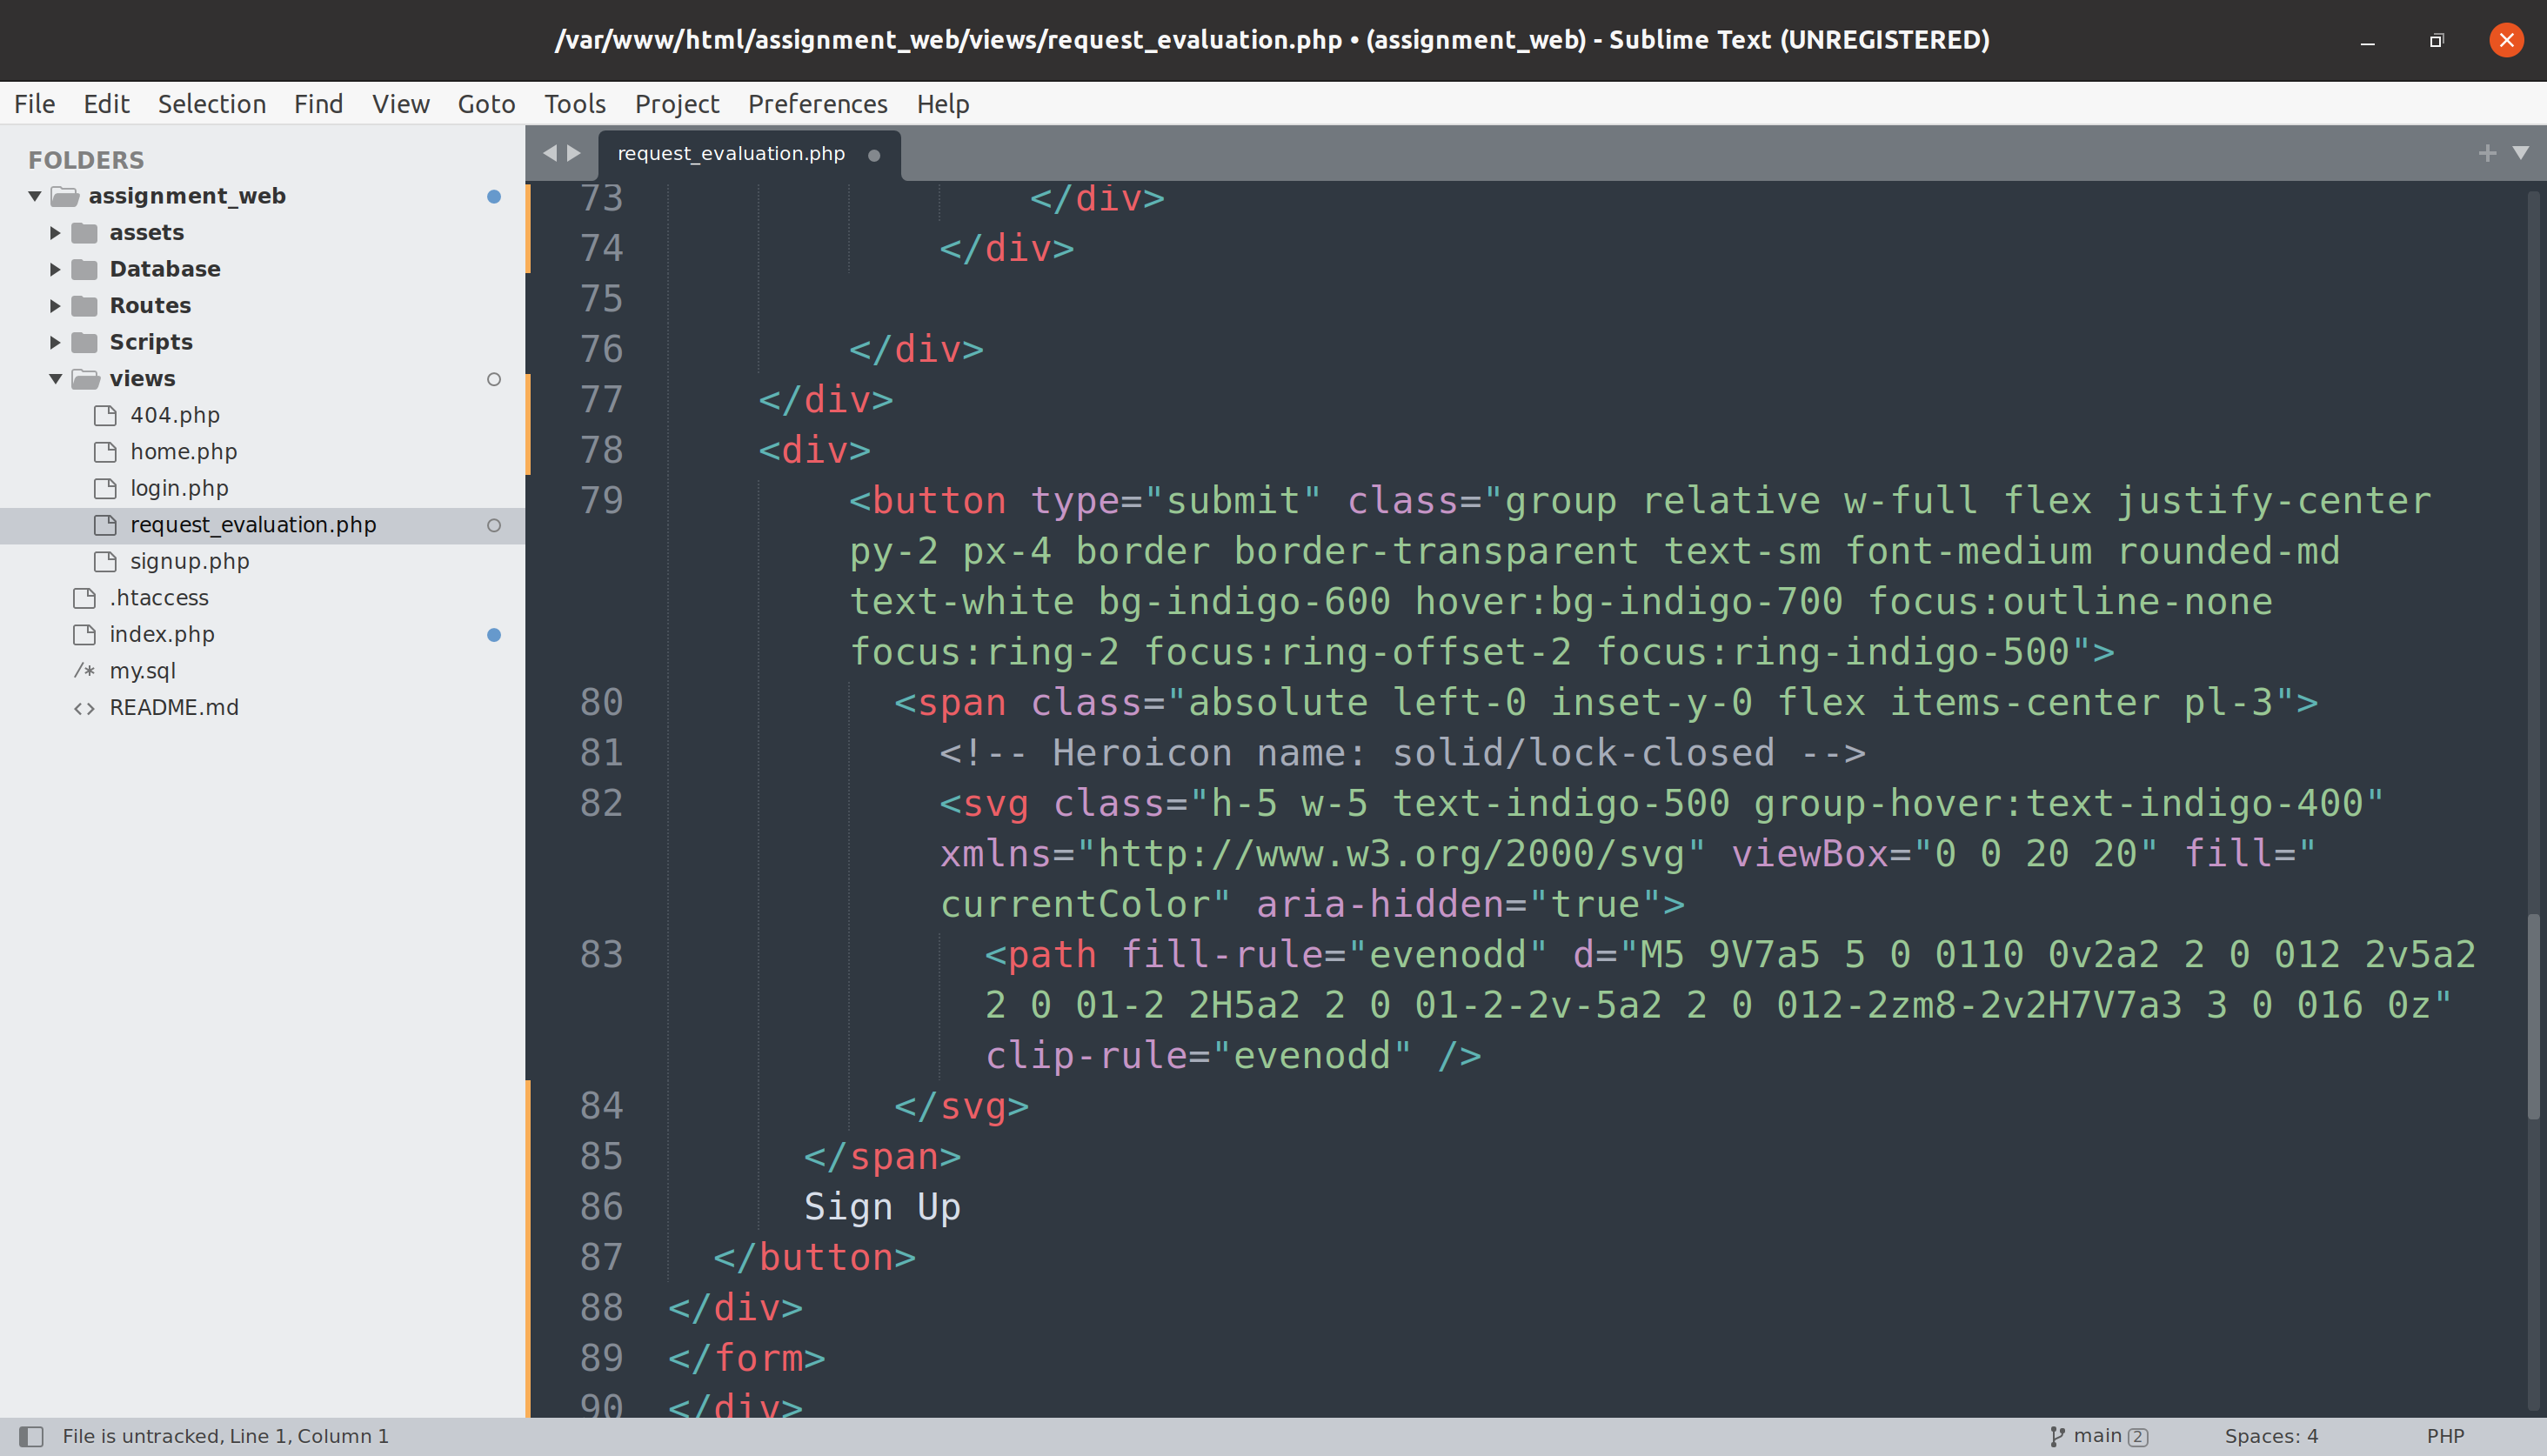 /var/www/html/assignment_web/views/request_evaluation.php • (assignment_web) - Sublime Text (UNREGISTERED)
File Edit Selection Find View Goto Tools Project Preferences Help
FOLDERS
assignment_web
assets
Database
Routes
Scripts
views
404.php
home.php
login.php
request_evaluation.php
signup.php
.htaccess
index.php
/* my.sql
<> README.md
request_evaluation.php
73 </div>
74 </div>
75
76 </div>
77 </div>
78 <div>
79 <button type="submit" class="group relative w-full flex justify-center
py-2 px-4 border border-transparent text-sm font-medium rounded-md
text-white bg-indigo-600 hover:bg-indigo-700 focus:outline-none
focus:ring-2 focus:ring-offset-2 focus:ring-indigo-500">
80 <span class="absolute left-0 inset-y-0 flex items-center pl-3">
81 <!-- Heroicon name: solid/lock-closed -->
82 <svg class="h-5 w-5 text-indigo-500 group-hover:text-indigo-400"
xmlns="http://www.w3.org/2000/svg" viewBox="0 0 20 20" fill="
currentColor" aria-hidden="true">
83 <path fill-rule="evenodd" d="M5 9V7a5 5 0 0110 0v2a2 2 0 012 2v5a2
2 0 01-2 2H5a2 2 0 01-2-2v-5a2 2 0 012-2zm8-2v2H7V7a3 3 0 016 0z"
clip-rule="evenodd" />
84 </svg>
85 </span>
86 Sign Up
87 </button>
88 </div>
89 </form>
90 </div>
File is untracked, Line 1, Column 1
main 2
Spaces: 4
PHP